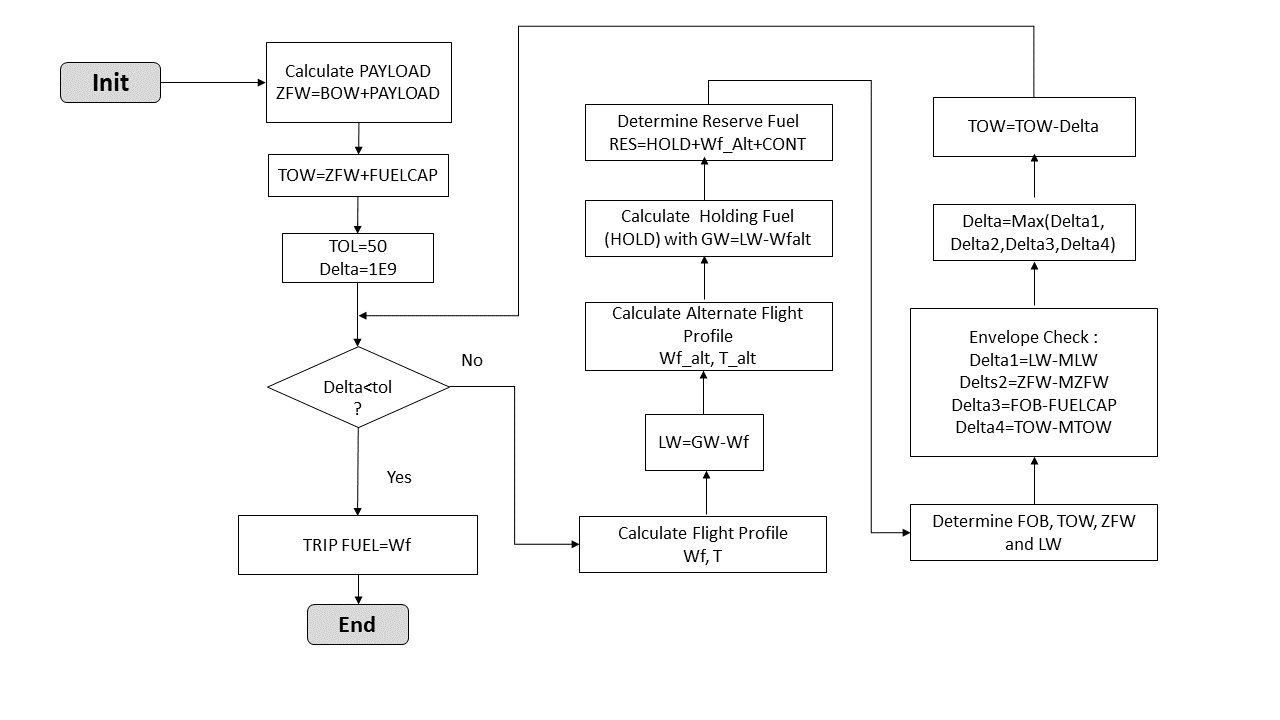 Init
Calculate PAYLOAD
ZFW=BOW+PAYLOAD
TOW=ZFW+FUELCAP
TOL=50
Delta=1E9
Delta<tol
?
No
Yes
TRIP FUEL=Wf
End
Calculate Flight Profile
Wf, T
LW=GW-Wf
Calculate Alternate Flight
Profile
Wf_alt, T_alt
Calculate  Holding Fuel
(HOLD) with GW=LW-Wfalt
Determine Reserve Fuel
RES=HOLD+Wf_Alt+CONT
Determine FOB, TOW, ZFW
and LW
Envelope Check :
Delta1=LW-MLW
Delts2=ZFW-MZFW
Delta3=FOB-FUELCAP
Delta4=TOW-MTOW
Delta=Max(Delta1,
Delta2,Delta3,Delta4)
TOW=TOW-Delta